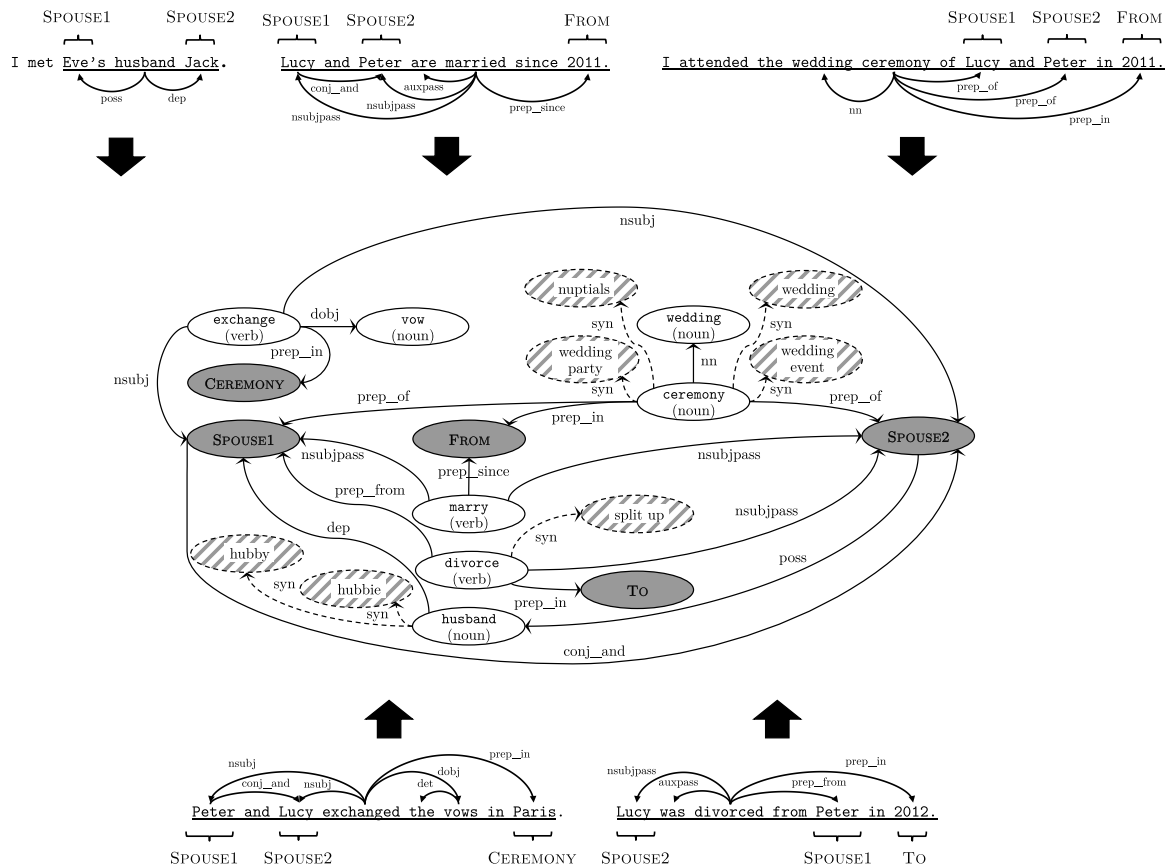 SPOUSE1 SPOUSE2 SPOUSE1 SPOUSE2 FROM SPOUSE1 SPOUSE2 FROM
I met Eve's husband Jack. Lucy and Peter are married since 2011. I attended the wedding ceremony of Lucy and Peter in 2011.
poss dep conj_and auxpass prep_of
nsubjpass prep_since prep_of
nsubjpass nn prep_in
nsubj
nuptials wedding
exchange dobj vow syn wedding syn
(verb) (noun) (noun)
prep_in wedding nn wedding
nsubj party event
CEREMONY syn ceremony syn
prep_of (noun) prep_of
prep_in
SPOUSE1 FROM SPOUSE2
nsubjpass prep_since nsubjpass
prep_from marry
(verb) split up nsubjpass
dep syn
hubby divorce poss
(verb)
syn hubbie prep_in TO
syn husband
(noun)
conj_and
nsubj prep_in nsubjpass prep_in
conj_and nsubj dobj auxpass prep_from
det
Peter and Lucy exchanged the vows in Paris. Lucy was divorced from Peter in 2012.
SPOUSE1 SPOUSE2 CEREMONY SPOUSE2 SPOUSE1 TO